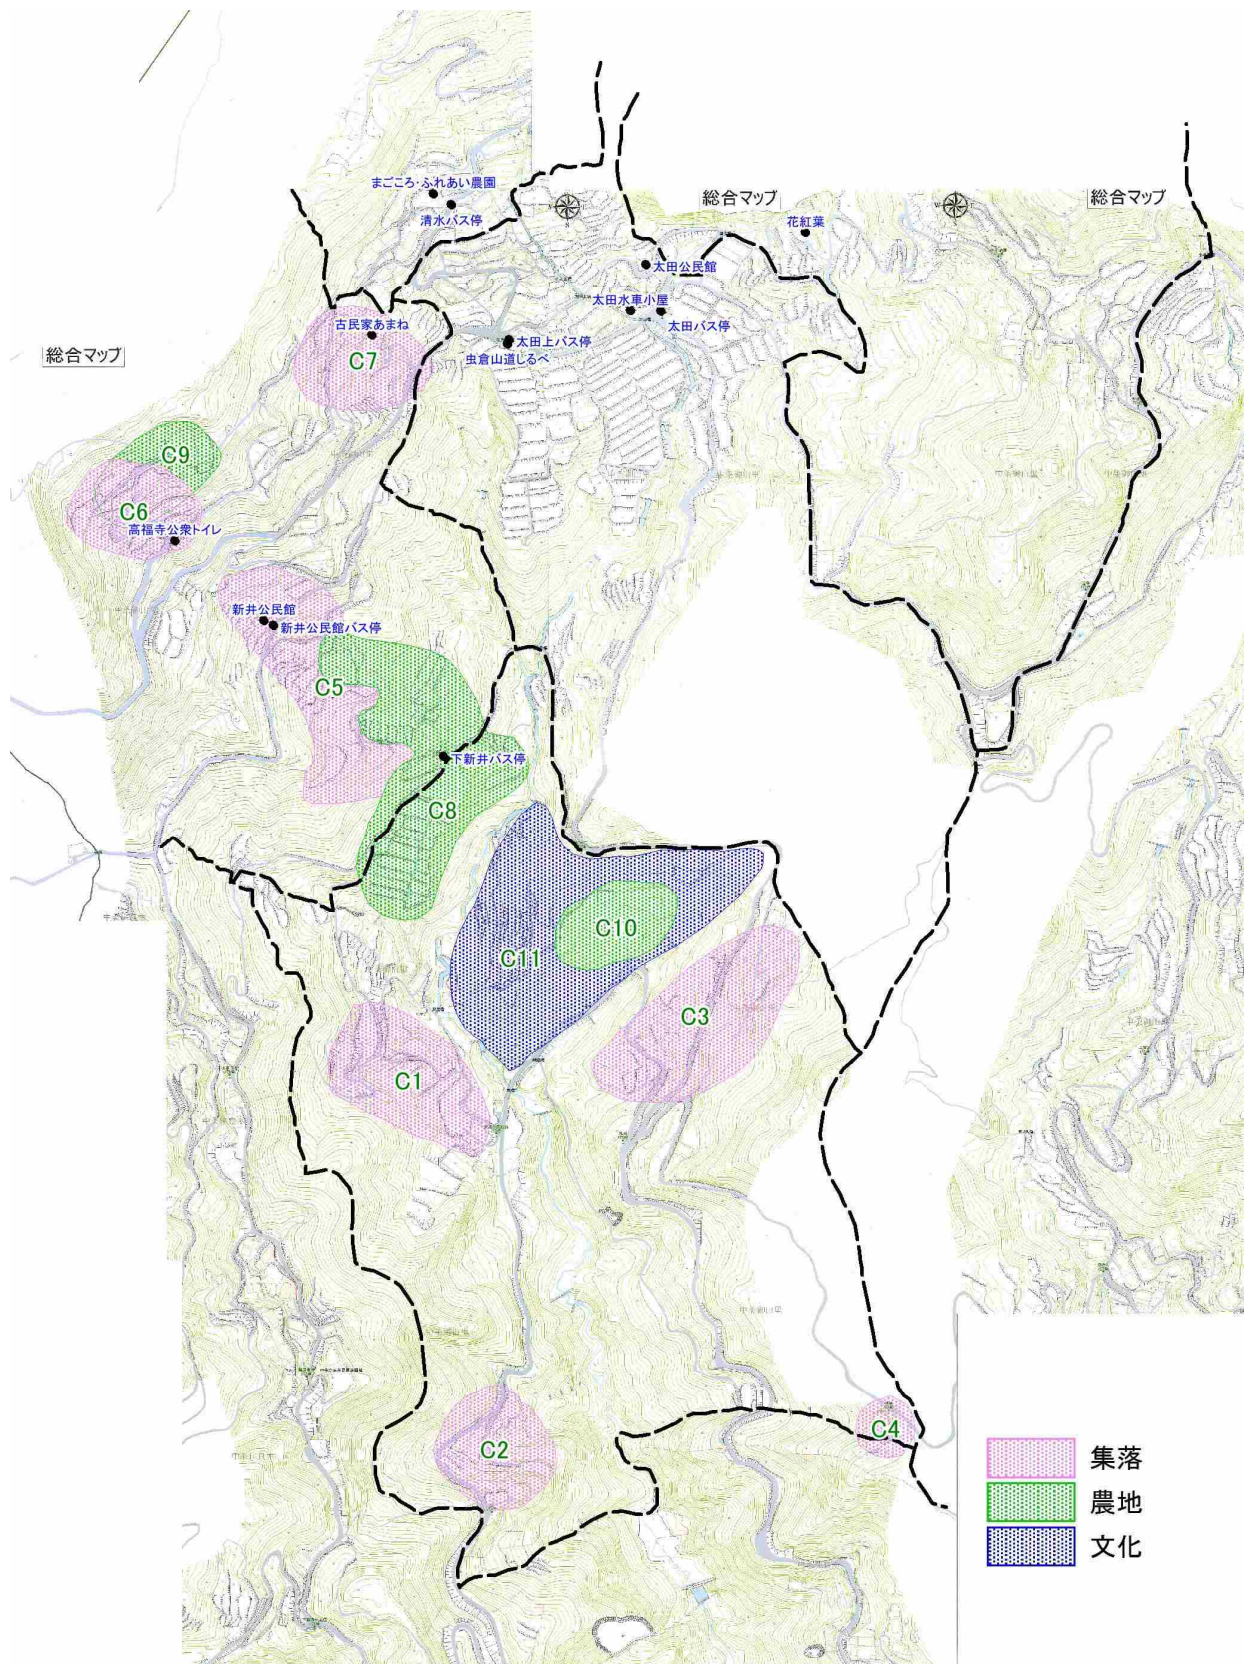 まごころ・ふれあい農園
清水バス停
総合マップ
花紅葉
総合マップ
太田公民館
太田水車小屋
太田バス停
古民家あまね
太田上バス停
虫倉山道しるべ
総合マップ
C7
C9
C6
高福寺公衆トイレ
新井公民館
新井公民館バス停
C5
下新井バス停
C8
C10
C11
C3
C1
C4
C2
集落
農地
文化